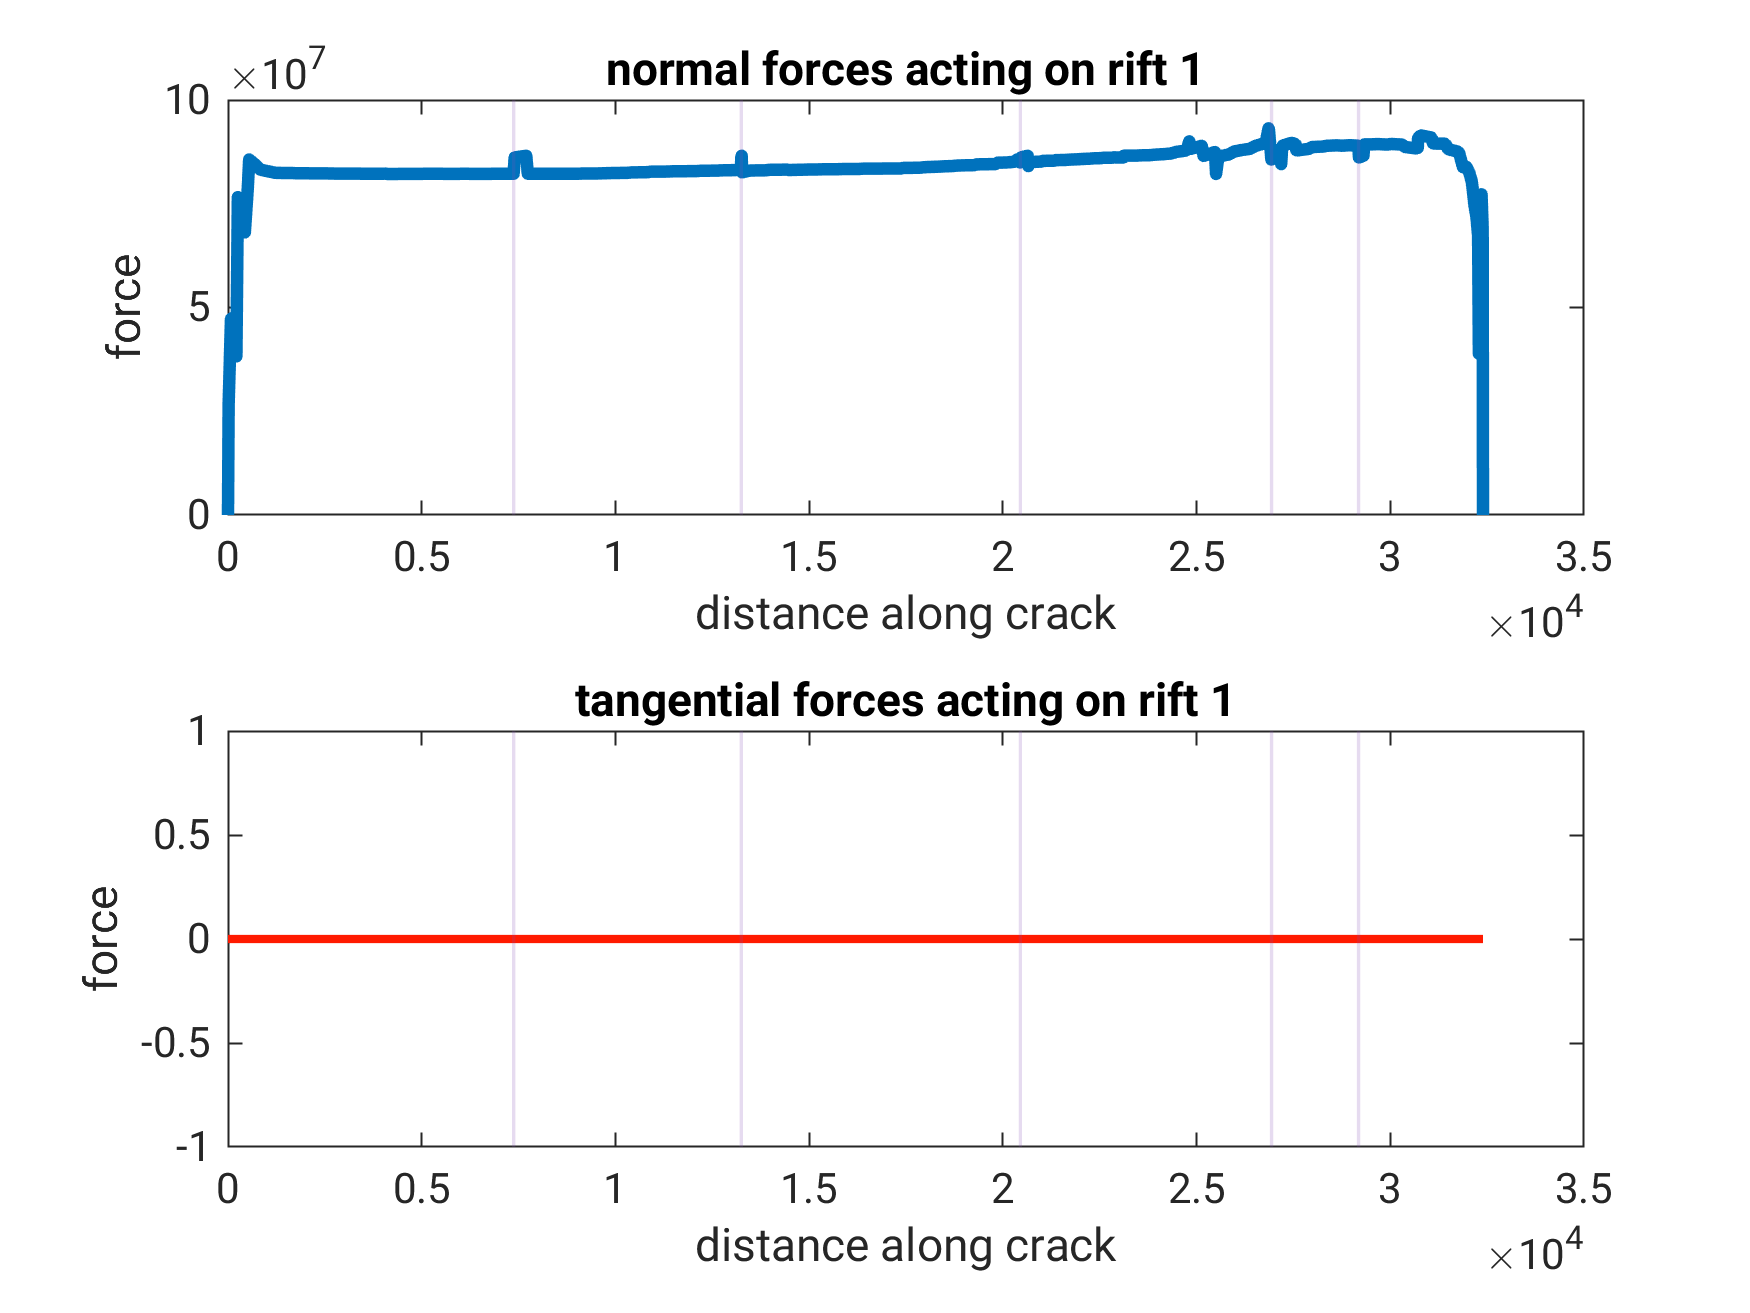 ×10^7
normal forces acting on rift 1
10
5
0
force
0 0.5 1 1.5 2 2.5 3 3.5
distance along crack
×10^4
tangential forces acting on rift 1
1
0.5
0
-0.5
-1
force
0 0.5 1 1.5 2 2.5 3 3.5
distance along crack
×10^4